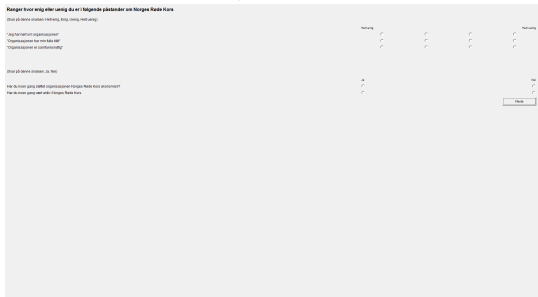 Ranger hvor enig eller uenig du er i følgende påstander om Norges Røde Kors
(Svar på denne skalaen: Helt enig, Enig, Uenig, Helt uenig)
Helt enig Helt uenig
"Jeg har hørt om organisasjonen"
"Organisasjonen har min fulle tillit"
"Organisasjonen er samfunnsnyttig"
(Svar på denne skalaen: Ja, Nei)
Ja Nei
Har du noen gang støttet organisasjonen Norges Røde Kors økonomisk?
Har du noen gang vært aktiv i Norges Røde Kors
Neste